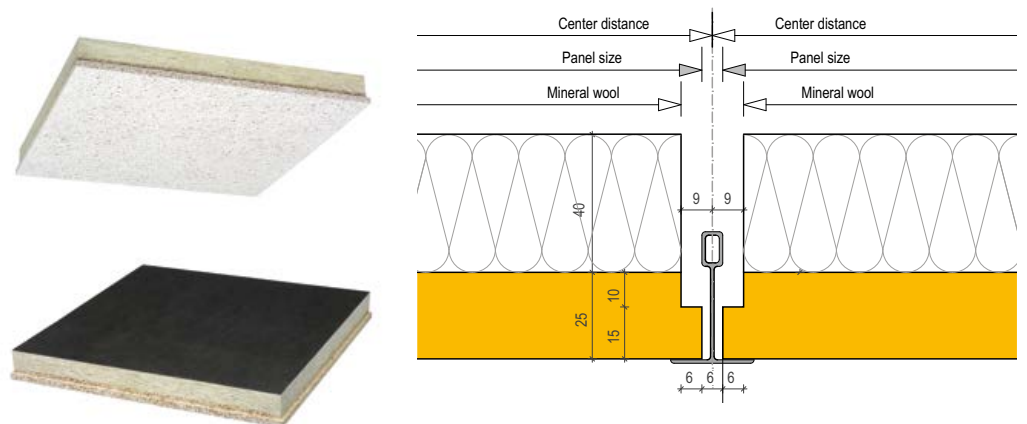 Center distance Center distance
Panel size Panel size
Mineral wool Mineral wool
9 9
40
10
25
15
6 6 6